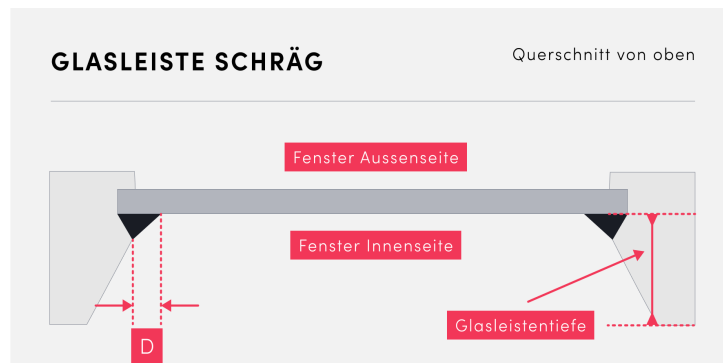 GLASLEISTE SCHRÄG
Querschnitt von oben
Fenster Aussenseite
Fenster Innenseite
Glasleistentiefe
D